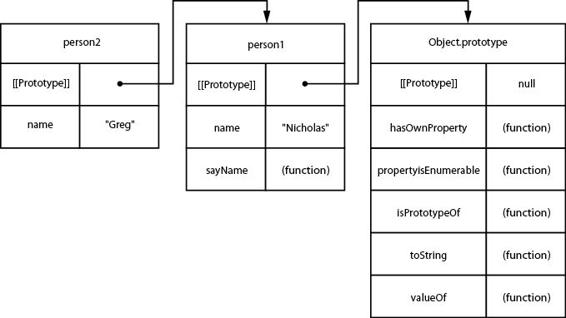 person2
[[Prototype]]
name "Greg"
person1
[[Prototype]]
name "Nicholas"
sayName (function)
Object.prototype
[[Prototype]] null
hasOwnProperty (function)
propertyisEnumerable (function)
isPrototypeOf (function)
toString (function)
valueOf (function)